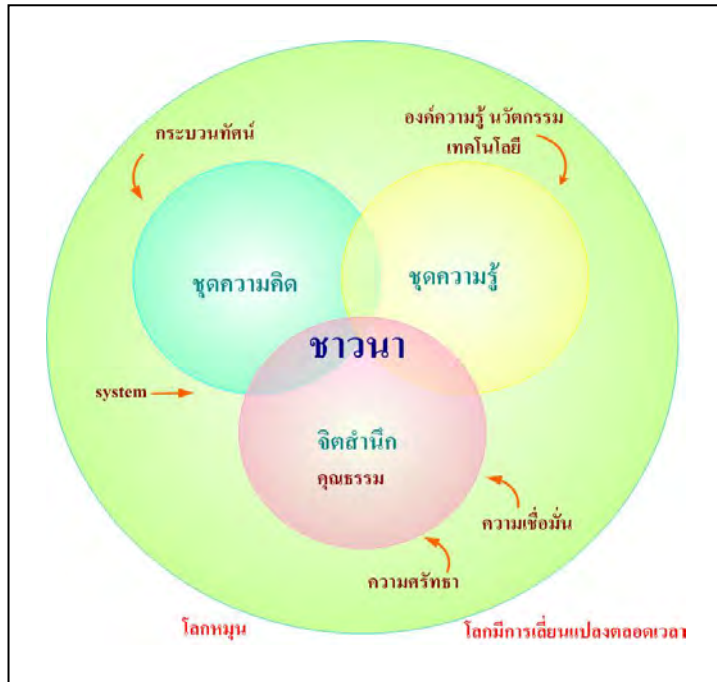 กระบวนทัศน์
องค์ความรู้ นวัตกรรม
เทคโนโลยี
ชุดความคิด
ชุดความรู้
ชาวนา
system
จิตสำนึก
คุณธรรม
ความเชื่อมั่น
ความศรัทธา
โลกหมุน
โลกมีการเลี่ยนแปลงตลอดเวลา